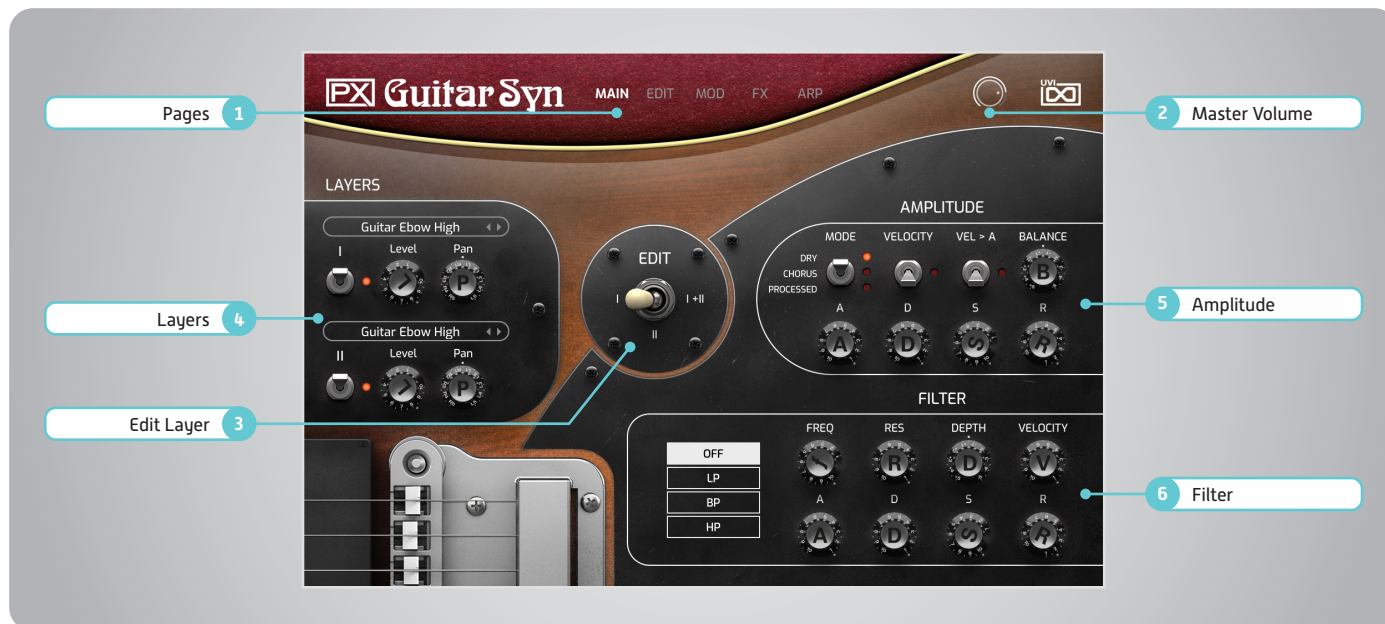 PX Guitar Syn MAIN EDIT MOD FX ARP UVI
Pages 1
2 Master Volume
LAYERS
Guitar Ebow High
I Level Pan
P
Layers 4
Guitar Ebow High
II Level Pan
P
Edit Layer 3
EDIT
I I +II
II
AMPLITUDE
MODE VELOCITY VEL > A BALANCE
DRY
CHORUS
PROCESSED
B
A D S R
A D S R
5 Amplitude
FILTER
FREQ RES DEPTH VELOCITY
OFF
LP
BP
HP
f R D V
A D S R
A D S R
6 Filter